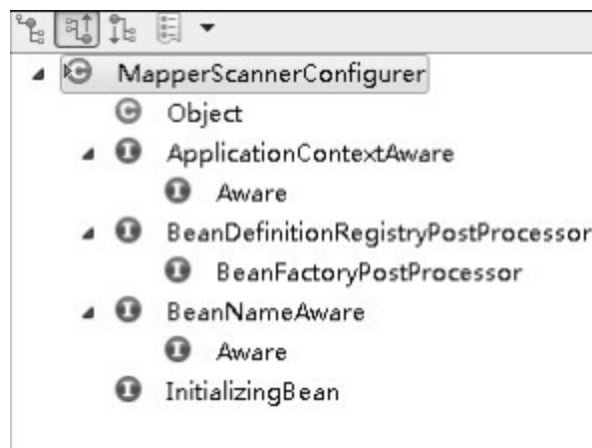 MapperScannerConfigurer
Object
ApplicationContextAware
Aware
BeanDefinitionRegistryPostProcessor
BeanFactoryPostProcessor
BeanNameAware
Aware
InitializingBean